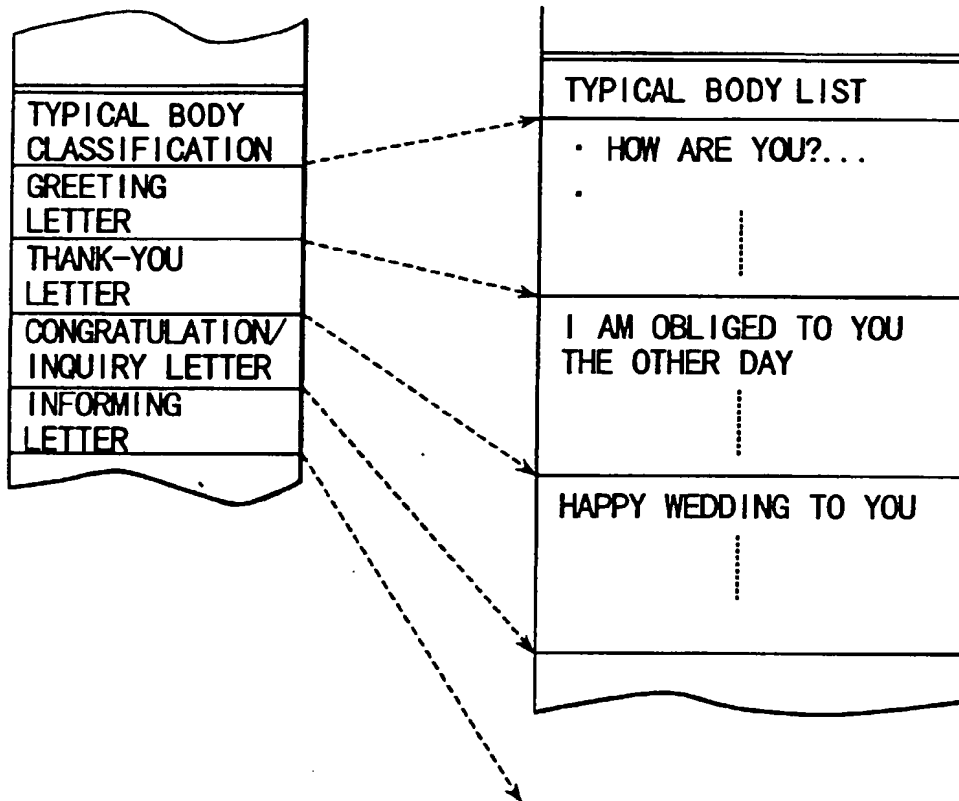 TYPICAL BODY
CLASSIFICATION
GREETING
LETTER
THANK-YOU
LETTER
CONGRATULATION/
INQUIRY LETTER
INFORMING
LETTER
TYPICAL BODY LIST
· HOW ARE YOU?...
·
I AM OBLIGED TO YOU
THE OTHER DAY
HAPPY WEDDING TO YOU